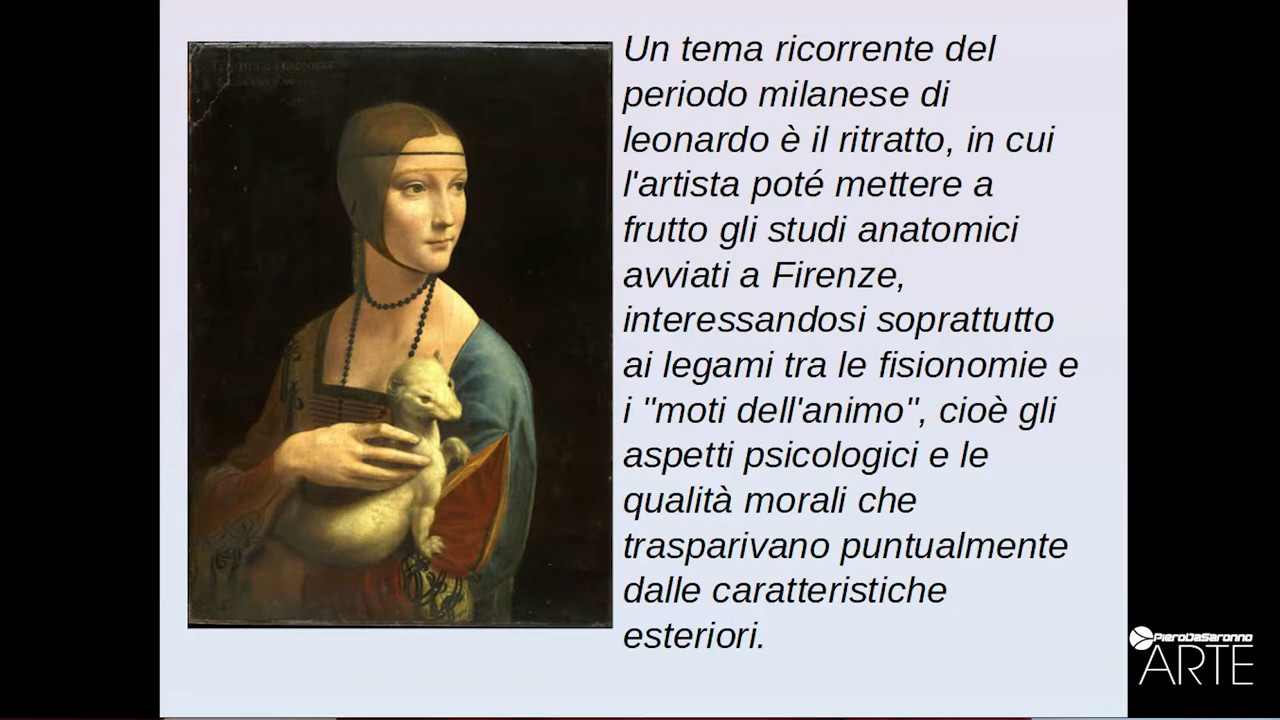 Un tema ricorrente del
periodo milanese di
leonardo è il ritratto, in cui
l'artista poté mettere a
frutto gli studi anatomici
avviati a Firenze,
interessandosi soprattutto
ai legami tra le fisionomie e
i "moti dell'animo", cioè gli
aspetti psicologici e le
qualità morali che
trasparivano puntualmente
dalle caratteristiche
esteriori.
PieroDaSaronno
ARTE